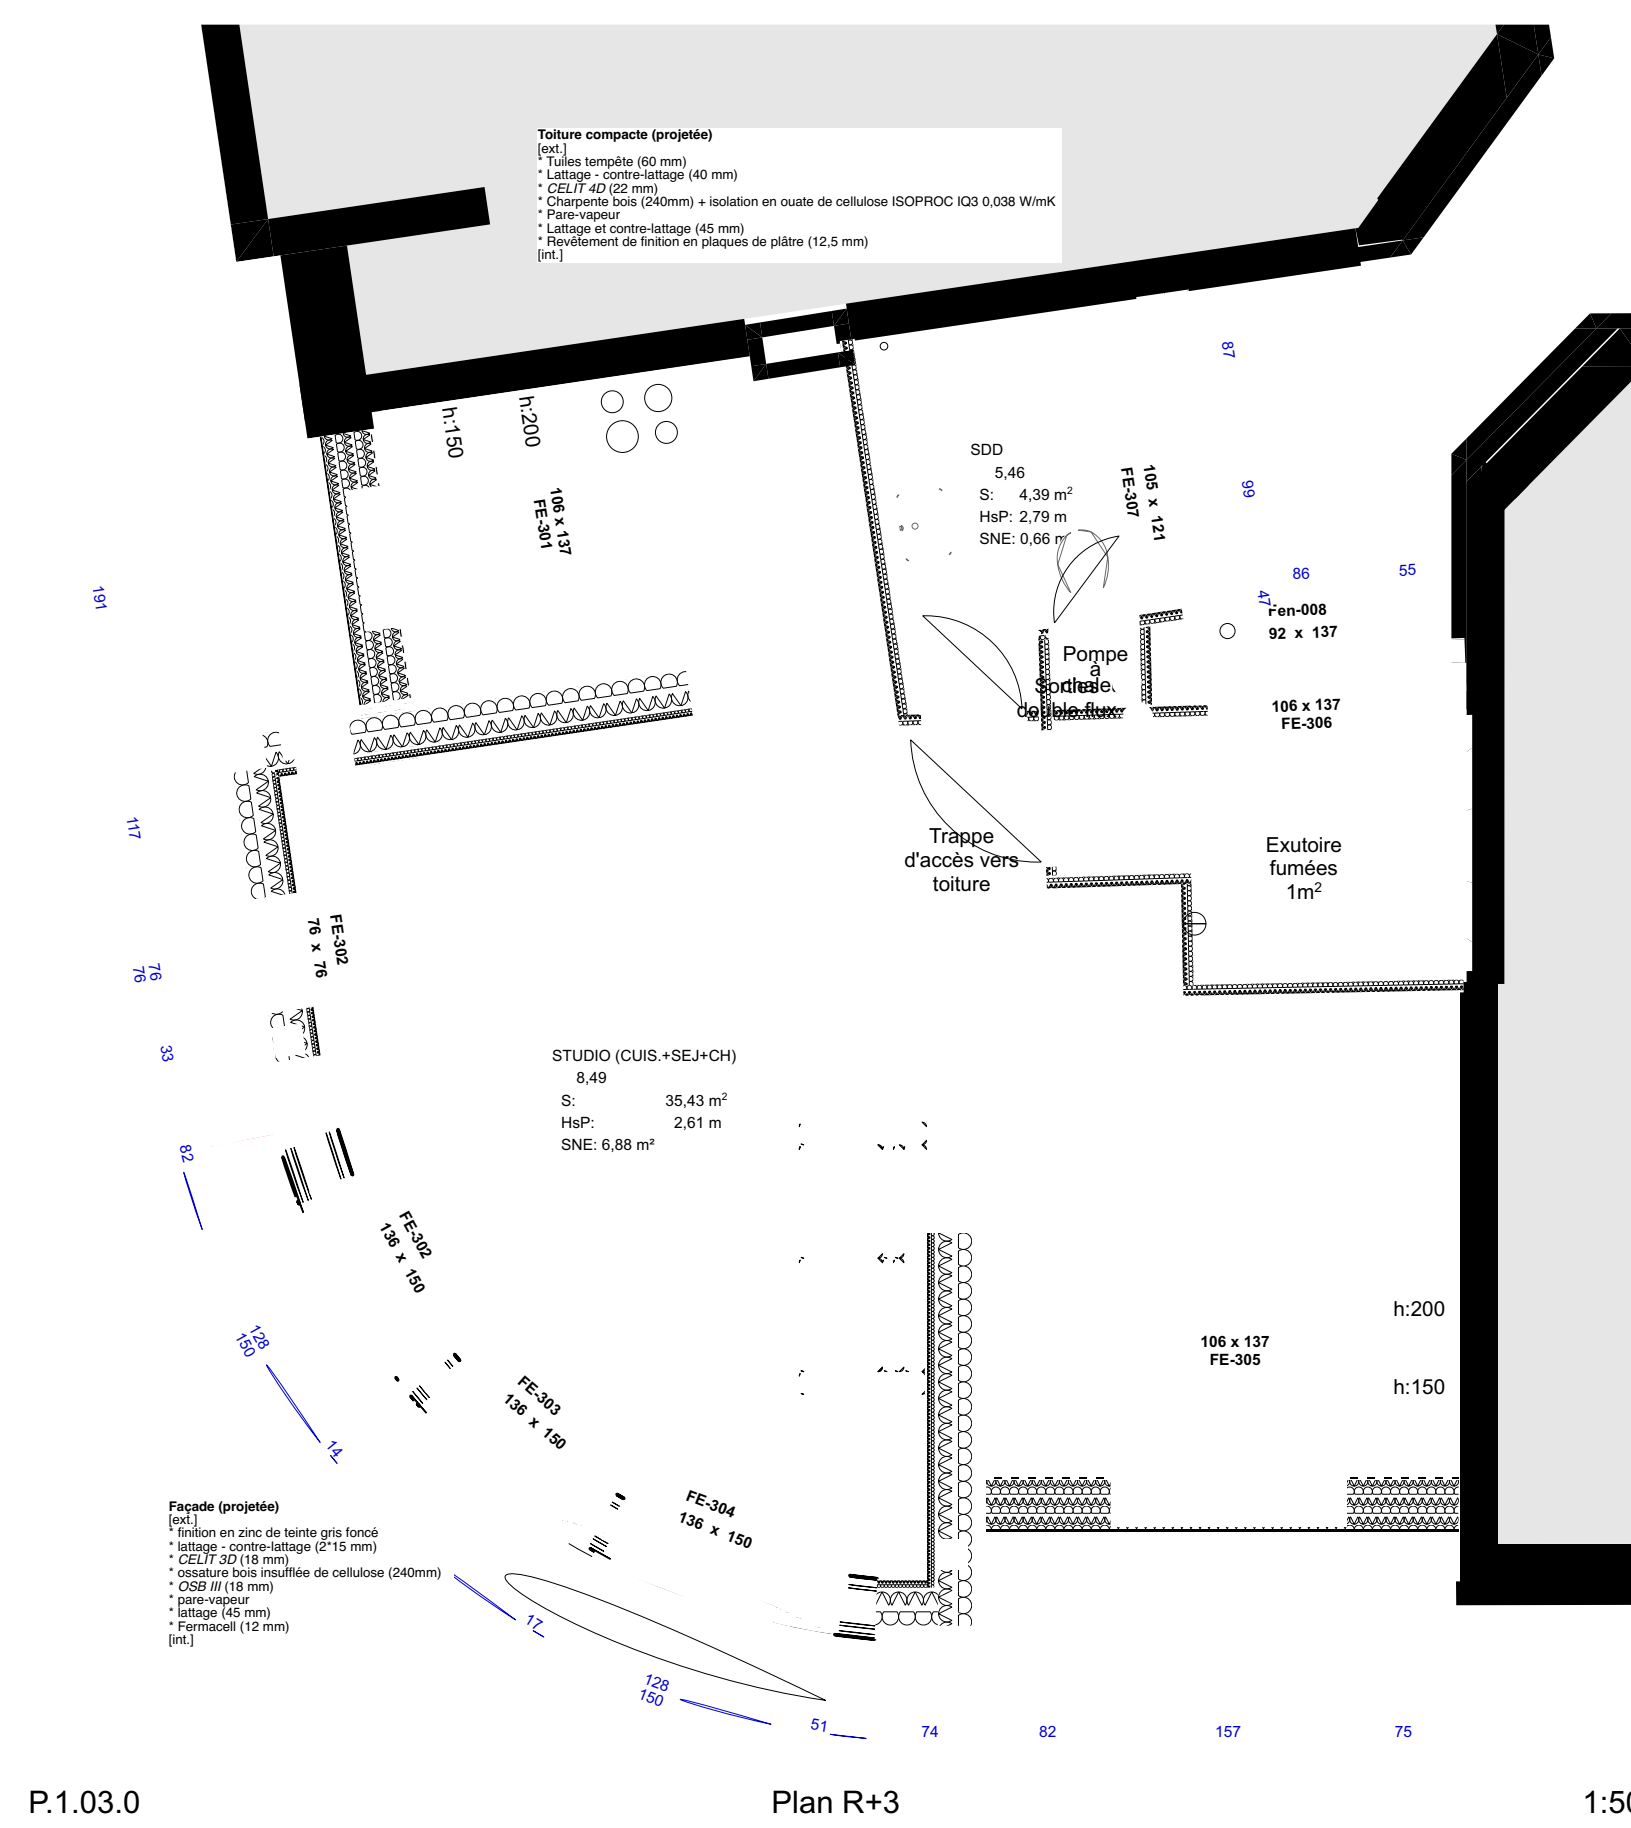 Toiture compacte (projetée)
[ext.]
* Tuiles tempête (60 mm)
* Lattage - contre-lattage (40 mm)
* CELIT 4D (22 mm)
* Charpente bois (240mm) + isolation en ouate de cellulose ISOPROC IQ3 0,038 W/mK
* Pare-vapeur
* Lattage et contre-lattage (45 mm)
* Revêtement de finition en plaques de plâtre (12,5 mm)
[int.]
87
h:150
h:200
106 x 137
FE-301
SDD
5,46
S: 4,39 m²
HsP: 2,79 m
SNE: 0,66 m
105 x 121
FE-307
99
86
55
47
Fen-008
92 x 137
191
Pompe
à
Sorties
double flux
106 x 137
FE-306
117
Trappe
d'accès vers
toiture
Exutoire
fumées
1m²
FE-302
76 x 76
76
76
33
STUDIO (CUIS.+SEJ+CH)
8,49
S: 35,43 m²
HsP: 2,61 m
SNE: 6,88 m²
82
FE-302
136 x 150
128
150
h:200
106 x 137
FE-305
h:150
FE-303
136 x 150
14
FE-304
136 x 150
Façade (projetée)
[ext.]
* finition en zinc de teinte gris foncé
* lattage - contre-lattage (2*15 mm)
* CELIT 3D (18 mm)
* ossature bois insufflée de cellulose (240mm)
* OSB III (18 mm)
* pare-vapeur
* lattage (45 mm)
* Fermacell (12 mm)
[int.]
17
128
150
51
74
82
157
75
P.1.03.0
Plan R+3